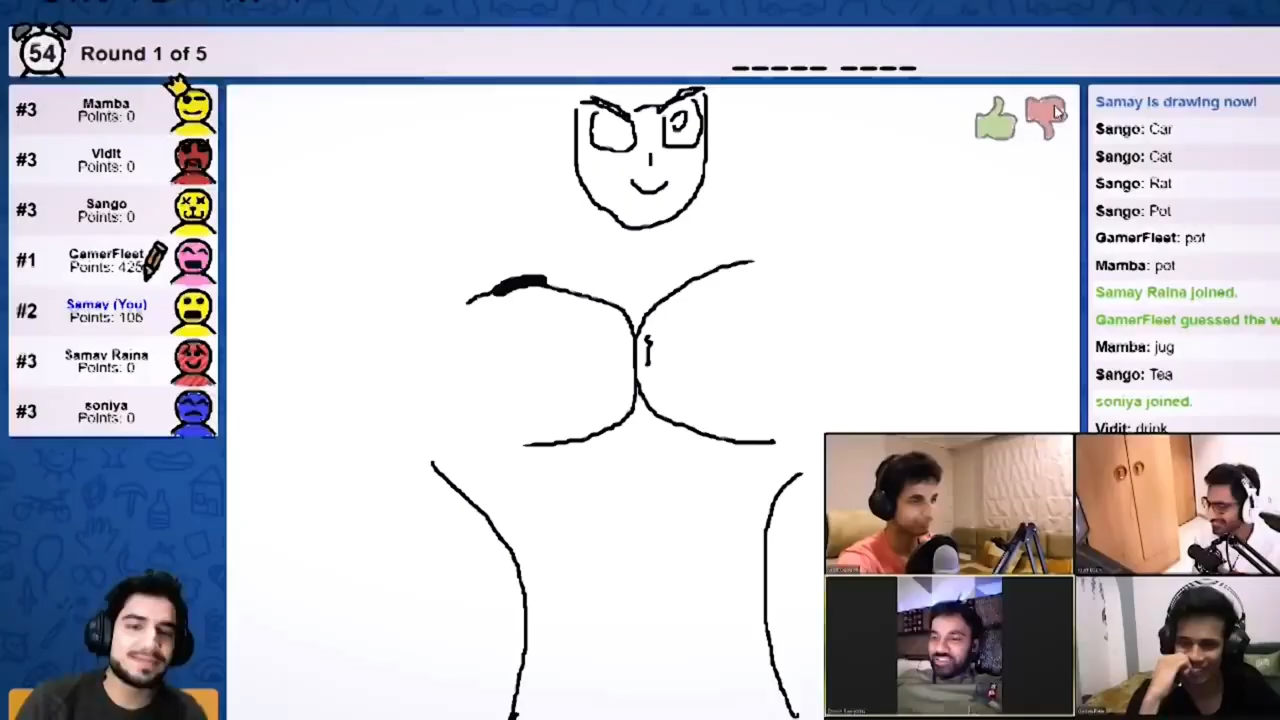 54
Round 1 of 5
_____ ____
#3
Mamba
Points: 0
#3
Vidit
Points: 0
#3
Sango
Points: 0
#1
GamerFleet
Points: 425
#2
Samay (You)
Points: 105
#3
Samay Raina
Points: 0
#3
soniya
Points: 0
Samay is drawing now!
Sango: Car
Sango: Cat
Sango: Rat
Sango: Pot
GamerFleet: pot
Mamba: pot
Samay Raina joined.
GamerFleet guessed the w
Mamba: jug
Sango: Tea
soniya joined.
Vidit: drink